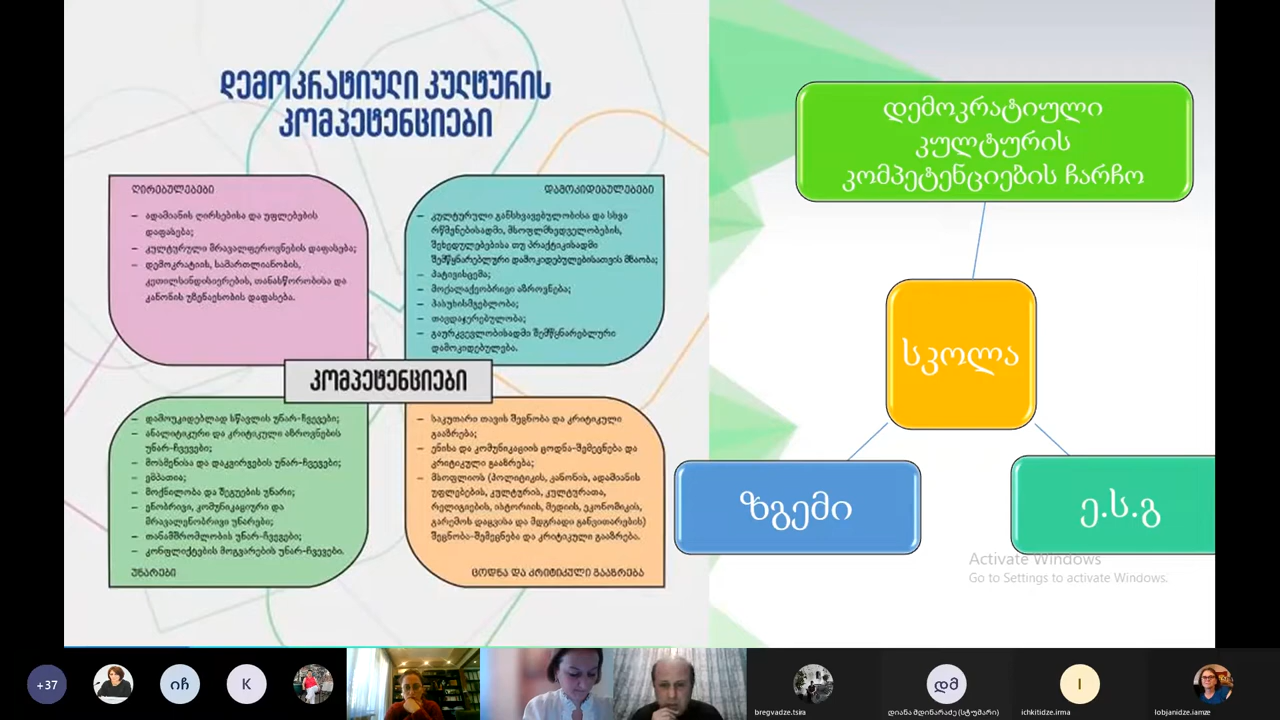 დემოკრატიული კულტურის
კომპეტენციები
ღირებულებები
– ადამიანის ღირსებისა და უფლებების
დაფასება;
– კულტურული მრავალფეროვნების დაფასება;
– დემოკრატიის, სამართლიანობის,
კეთილსინდისიერების, თანასწორობისა და
კანონის უზენაესობის დაფასება.
დამოკიდებულებები
– კულტურული განსხვავებულობისა და სხვა
რწმენებისადმი, მსოფლმხედველობების,
შეხედულებებისა თუ პრაქტიკისადმი
შემწყნარებლური დამოკიდებულებისათვის მზაობა;
– პატივისცემა;
– მოქალაქეობრივი აზროვნება;
– პასუხისმგებლობა;
– თავდაჯერებულობა;
– გაურკვევლობისადმი შემწყნარებლური
დამოკიდებულება.
კომპეტენციები
– დამოუკიდებლად სწავლის უნარ-ჩვევები;
– ანალიტიკური და კრიტიკული აზროვნების
უნარ-ჩვევები;
– მოსმენისა და დაკვირვების უნარ-ჩვევები;
– ემპათია;
– მოქნილობა და შეგუების უნარი;
– ენობრივი, კომუნიკაციური და
მრავალენობრივი უნარები;
– თანამშრომლობის უნარ-ჩვევები;
– კონფლიქტების მოგვარების უნარ-ჩვევები.
უნარები
– საკუთარი თავის შეცნობა და კრიტიკული
გააზრება;
– ენისა და კომუნიკაციის ცოდნა-შემეცნება და
კრიტიკული გააზრება;
– მსოფლიოს (პოლიტიკის, კანონის, ადამიანის
უფლებების, კულტურის, კულტურათა,
რელიგიების, ისტორიის, მედიის, ეკონომიკის,
გარემოს დაცვისა და მდგრადი განვითარების)
შეცნობა-შემეცნება და კრიტიკული გააზრება.
ცოდნა და კრიტიკული გააზრება
დემოკრატიული
კულტურის
კომპეტენციების ჩარჩო
სკოლა
ზგემი
ე.ს.გ
Activate Windows
Go to Settings to activate Windows.
+37
იჩ
K
დმ
I
bregvadze.tsira
დიანა მდინარაძე (სტუმარი)
ichkitidze.irma
lobjanidze.iamze